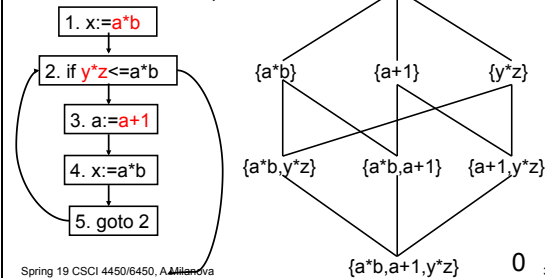 1. x:=a*b
2. if y*z<=a*b
3. a:=a+1
4. x:=a*b
5. goto 2
{a*b} {a+1} {y*z}
{a*b,y*z} {a*b,a+1} {a+1,y*z}
{a*b,a+1,y*z} 0
Spring 19 CSCI 4450/6450, A Milanova